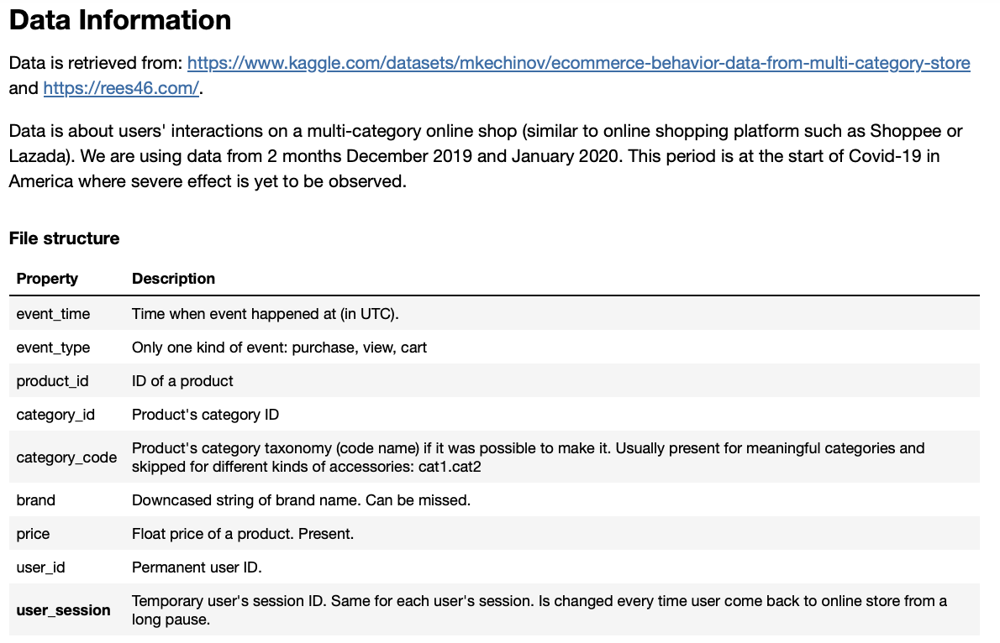 Data Information
Data is retrieved from: https://www.kaggle.com/datasets/mkechinov/ecommerce-behavior-data-from-multi-category-store
and https://rees46.com/.
Data is about users' interactions on a multi-category online shop (similar to online shopping platform such as Shoppee or
Lazada). We are using data from 2 months December 2019 and January 2020. This period is at the start of Covid-19 in
America where severe effect is yet to be observed.
File structure
Property Description
event_time Time when event happened at (in UTC).
event_type Only one kind of event: purchase, view, cart
product_id ID of a product
category_id Product's category ID
category_code Product's category taxonomy (code name) if it was possible to make it. Usually present for meaningful categories and
skipped for different kinds of accessories: cat1.cat2
brand Downcased string of brand name. Can be missed.
price Float price of a product. Present.
user_id Permanent user ID.
user_session Temporary user's session ID. Same for each user's session. Is changed every time user come back to online store from a
long pause.